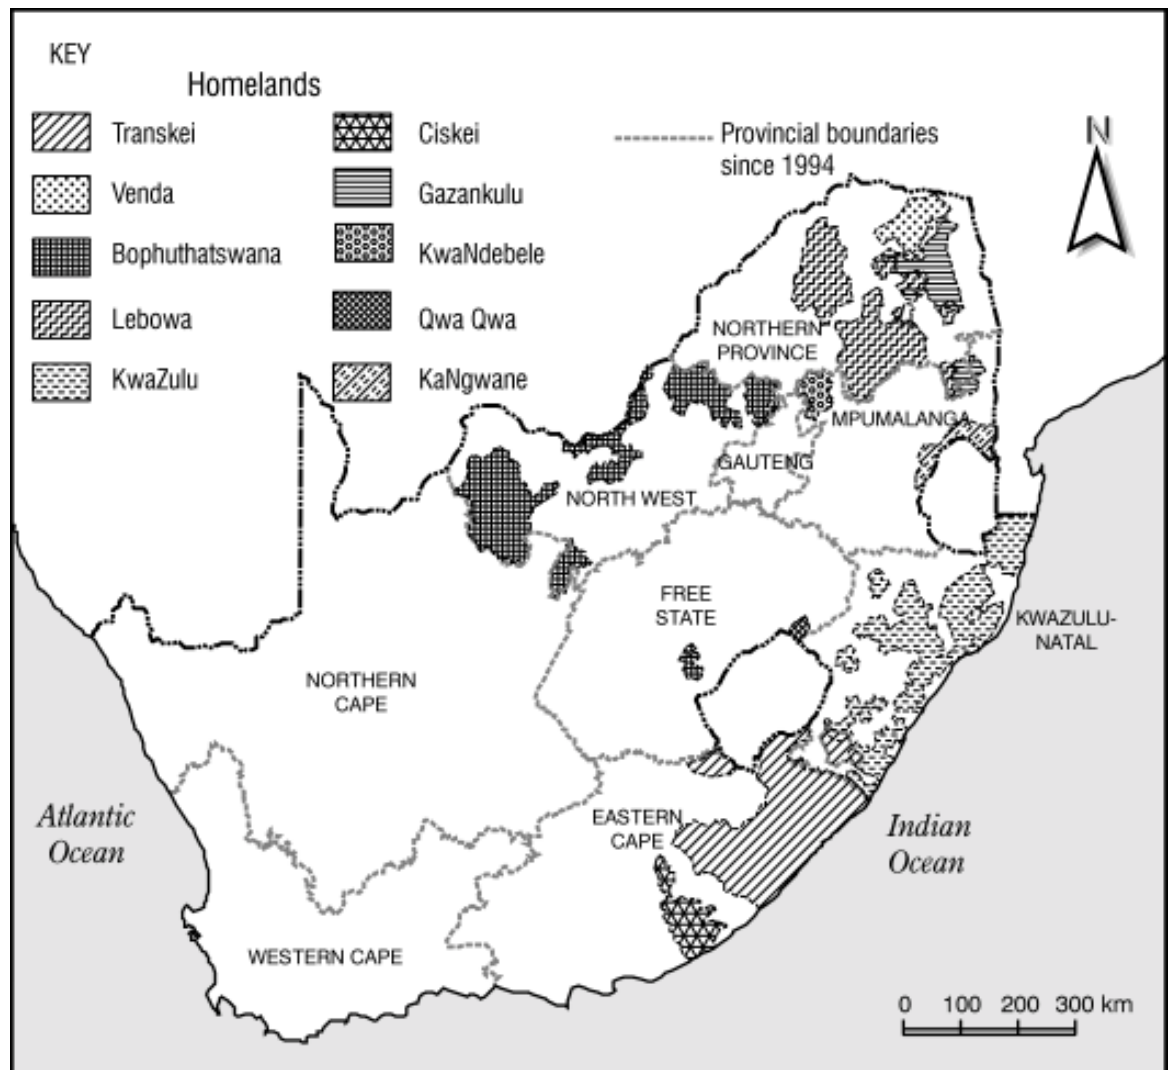 KEY
Homelands
Transkei
Venda
Bophuthatswana
Lebowa
KwaZulu
Ciskei
Gazankulu
KwaNdebele
Qwa Qwa
KaNgwane
Provincial boundaries
since 1994
N
NORTHERN
PROVINCE
MPUMALANGA
GAUTENG
NORTH WEST
FREE
STATE
KWAZULU-
NATAL
NORTHERN
CAPE
EASTERN
CAPE
WESTERN CAPE
Atlantic
Ocean
Indian
Ocean
0 100 200 300 km